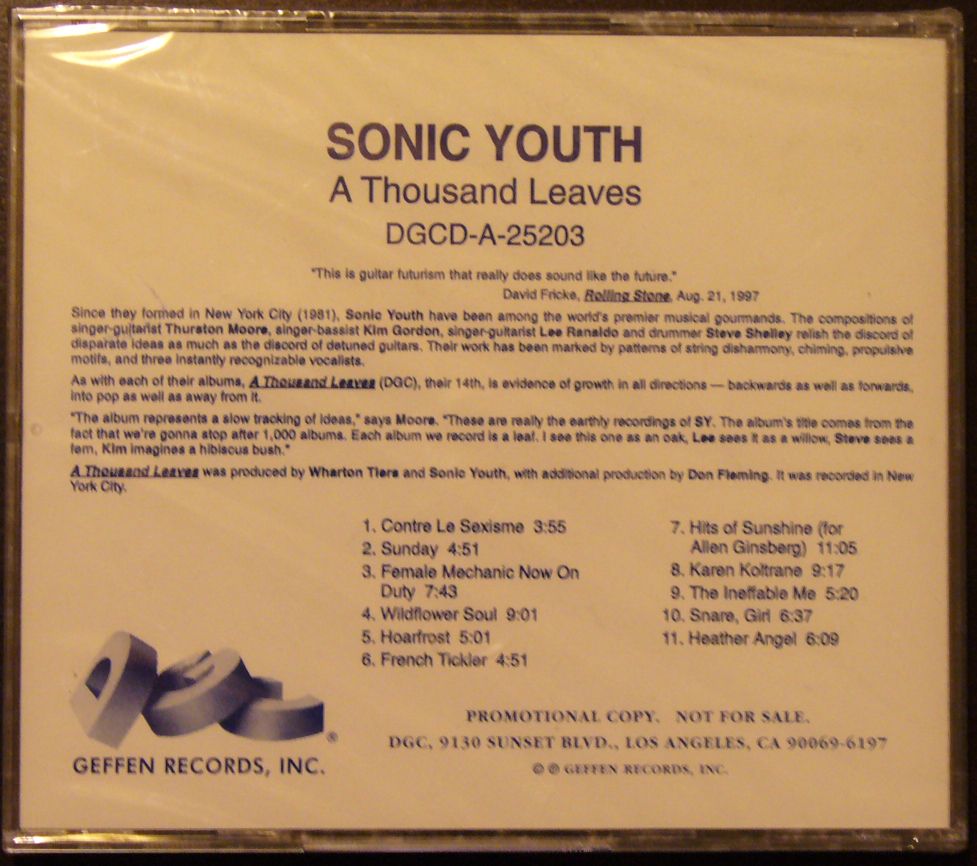 SONIC YOUTH
A Thousand Leaves
DGCD-A-25203
"This is guitar futurism that really does sound like the future."
David Fricke, Rolling Stone, Aug. 21, 1997
Since they formed in New York City (1981), Sonic Youth have been among the world's premier musical gourmands. The compositions of
singer-guitarist Thurston Moore, singer-bassist Kim Gordon, singer-guitarist Lee Ranaldo and drummer Steve Shelley relish the discord of
disparate ideas as much as the discord of detuned guitars. Their work has been marked by patterns of string disharmony, chiming, propulsive
motifs, and three instantly recognizable vocalists.
As with each of their albums, A Thousand Leaves (DGC), their 14th, is evidence of growth in all directions — backwards as well as forwards,
into pop as well as away from it.
"The album represents a slow tracking of ideas," says Moore. "These are really the earthly recordings of SY. The album's title comes from the
fact that we're gonna stop after 1,000 albums. Each album we record is a leaf. I see this one as an oak, Lee sees it as a willow, Steve sees a
fern, Kim imagines a hibiscus bush."
A Thousand Leaves was produced by Wharton Tiers and Sonic Youth, with additional production by Don Fleming. It was recorded in New
York City.
1. Contre Le Sexisme 3:55
2. Sunday 4:51
3. Female Mechanic Now On
Duty 7:43
4. Wildflower Soul 9:01
5. Hoarfrost 5:01
6. French Tickler 4:51
7. Hits of Sunshine (for
Allen Ginsberg) 11:05
8. Karen Koltrane 9:17
9. The Ineffable Me 5:20
10. Snare, Girl 6:37
11. Heather Angel 6:09
®
GEFFEN RECORDS, INC.
PROMOTIONAL COPY. NOT FOR SALE.
DGC, 9130 SUNSET BLVD., LOS ANGELES, CA 90069-6197
© ℗ GEFFEN RECORDS, INC.